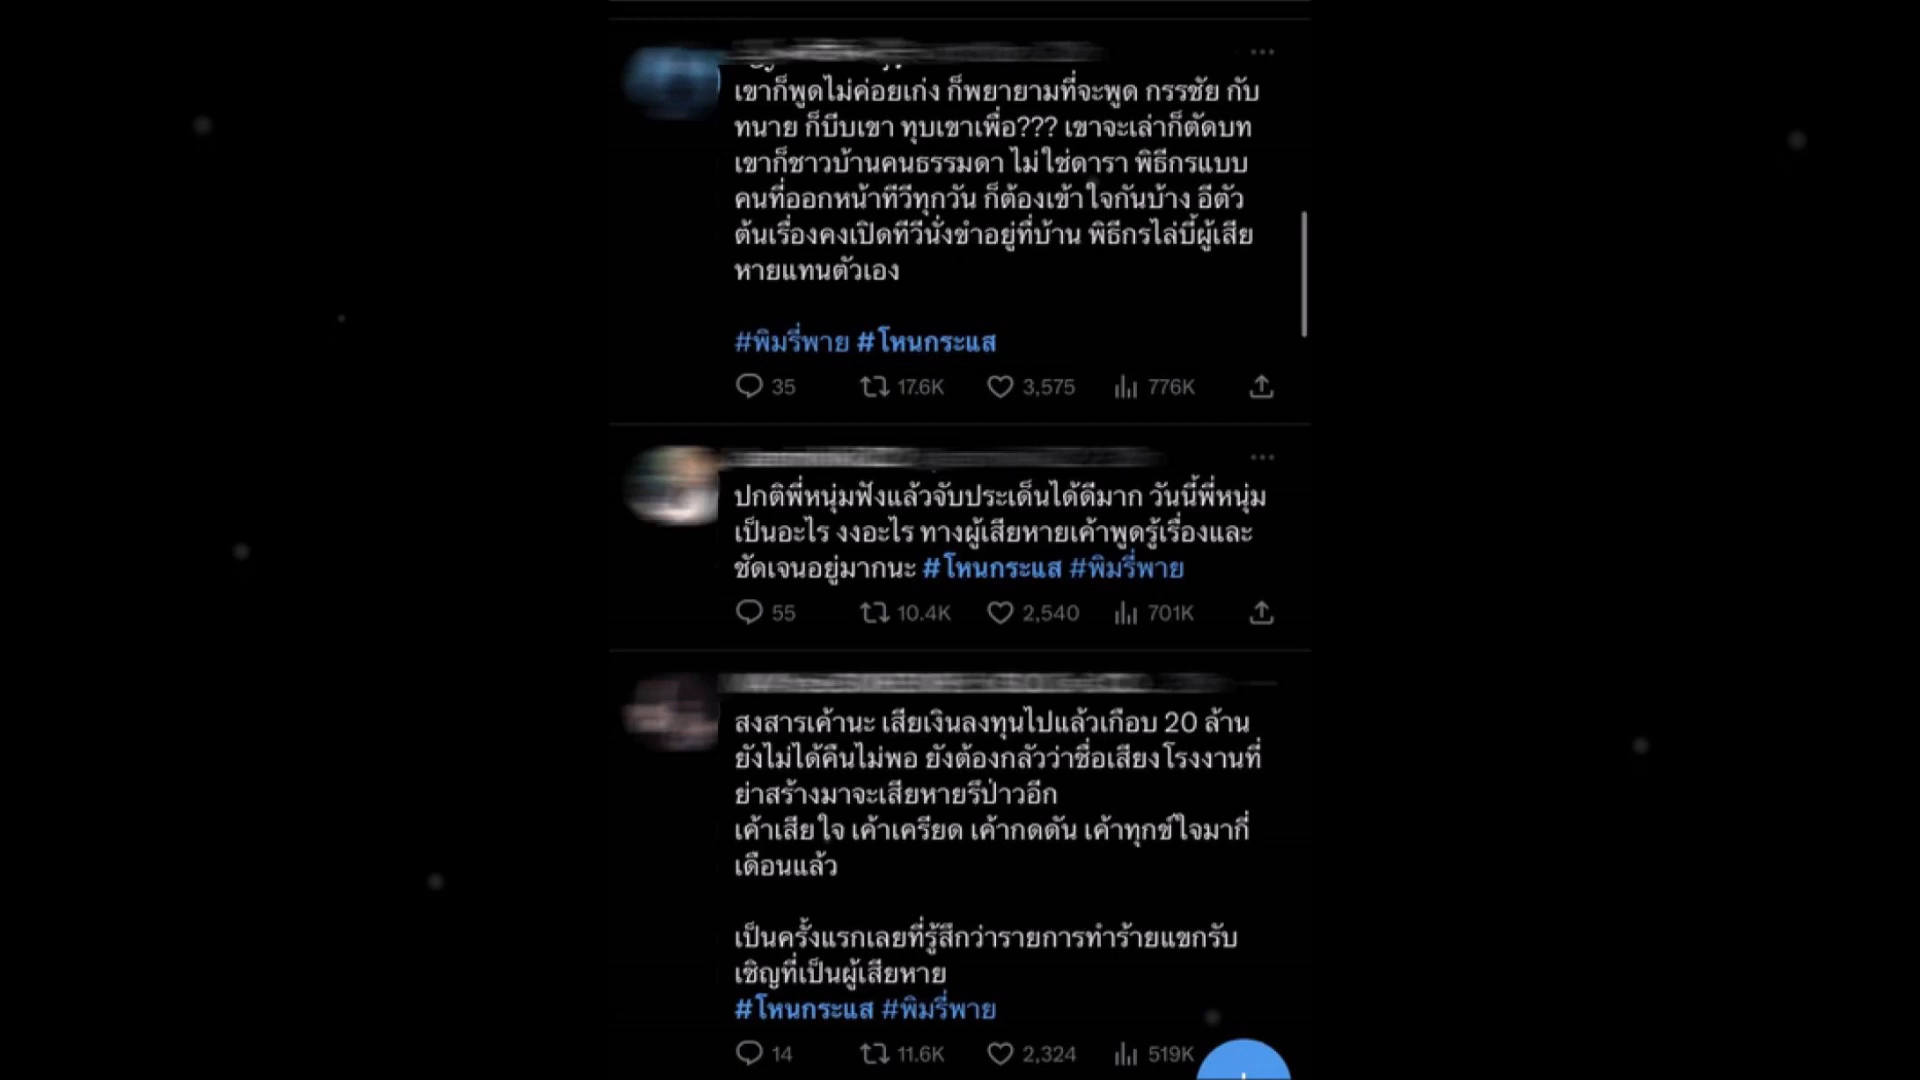 เขาก็พูดไม่ค่อยเก่ง ก็พยายามที่จะพูด กรรชัย กับ
ทนาย ก็บีบเขา ทุบเขาเพื่อ??? เขาจะเล่าก็ตัดบท
เขาก็ชาวบ้านคนธรรมดา ไม่ใช่ดารา พิธีกรแบบ
คนที่ออกหน้าทีวีทุกวัน ก็ต้องเข้าใจกันบ้าง อีตัว
ต้นเรื่องคงเปิดทีวีนั่งขำอยู่ที่บ้าน พิธีกรไล่บี้ผู้เสีย
หายแทนตัวเอง
#พิมรี่พาย #โหนกระแส
35 17.6K 3,575 776K
ปกติพี่หนุ่มฟังแล้วจับประเด็นได้ดีมาก วันนี้พี่หนุ่ม
เป็นอะไร งงอะไร ทางผู้เสียหายเค้าพูดรู้เรื่องและ
ชัดเจนอยู่มากนะ #โหนกระแส #พิมรี่พาย
55 10.4K 2,540 701K
สงสารเค้านะ เสียเงินลงทุนไปแล้วเกือบ 20 ล้าน
ยังไม่ได้คืนไม่พอ ยังต้องกลัวว่าชื่อเสียงโรงงานที่
ย่าสร้างมาจะเสียหายรึป่าวอีก
เค้าเสียใจ เค้าเครียด เค้ากดดัน เค้าทุกข์ใจมากี่
เดือนแล้ว
เป็นครั้งแรกเลยที่รู้สึกว่ารายการทำร้ายแขกรับ
เชิญที่เป็นผู้เสียหาย
#โหนกระแส #พิมรี่พาย
14 11.6K 2,324 519K